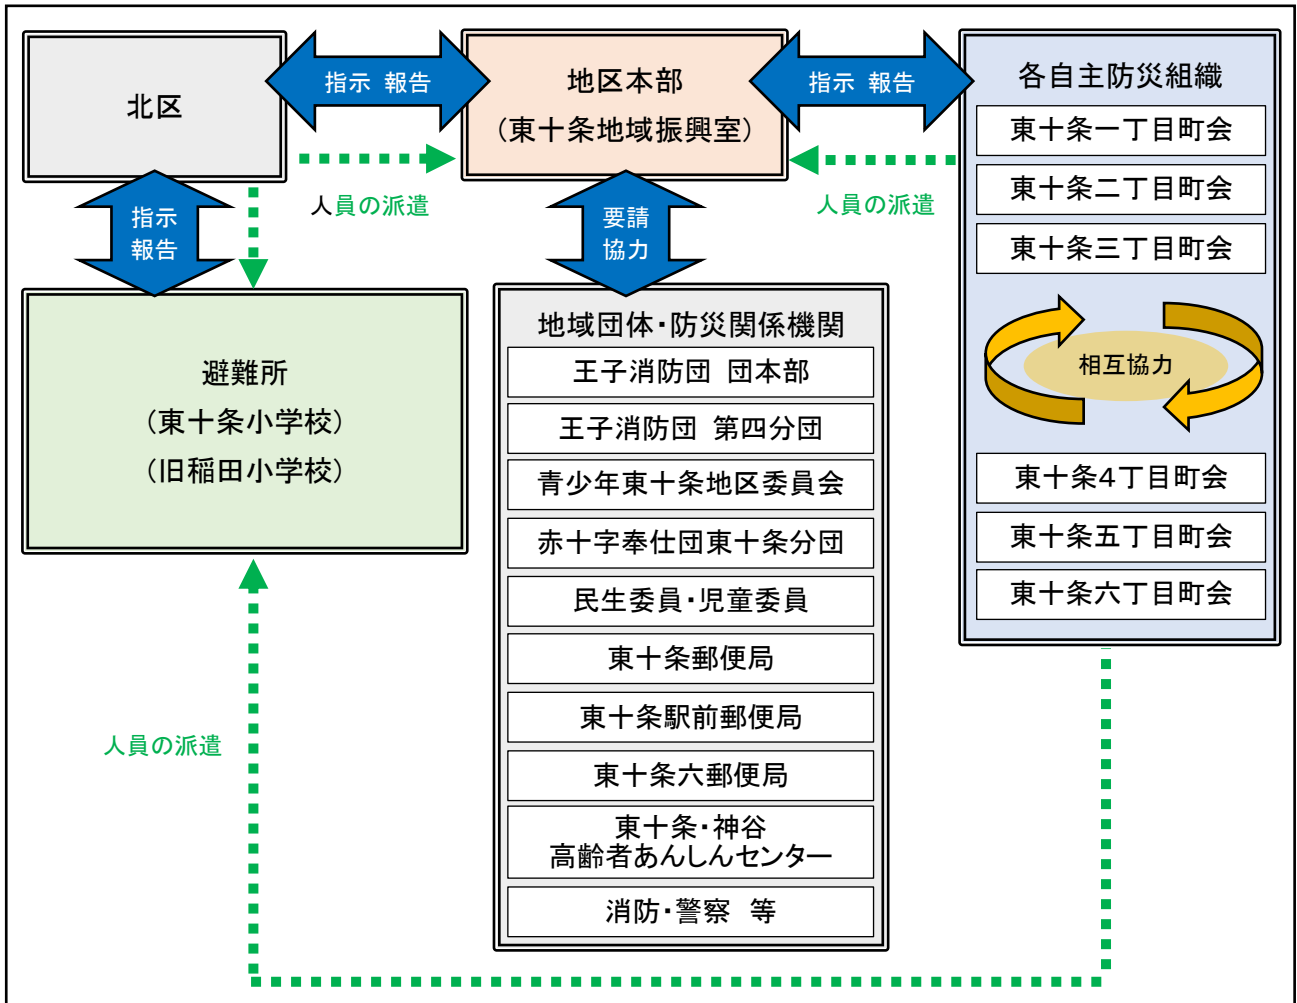 北区
指示 報告
地区本部
（東十条地域振興室）
指示 報告
各自主防災組織
東十条一丁目町会
東十条二丁目町会
東十条三丁目町会
相互協力
東十条4丁目町会
東十条五丁目町会
東十条六丁目町会
人員の派遣
人員の派遣
指示
報告
要請
協力
避難所
（東十条小学校）
（旧稲田小学校）
地域団体・防災関係機関
王子消防団 団本部
王子消防団 第四分団
青少年東十条地区委員会
赤十字奉仕団東十条分団
民生委員・児童委員
東十条郵便局
東十条駅前郵便局
東十条六郵便局
東十条・神谷
高齢者あんしんセンター
消防・警察 等
人員の派遣